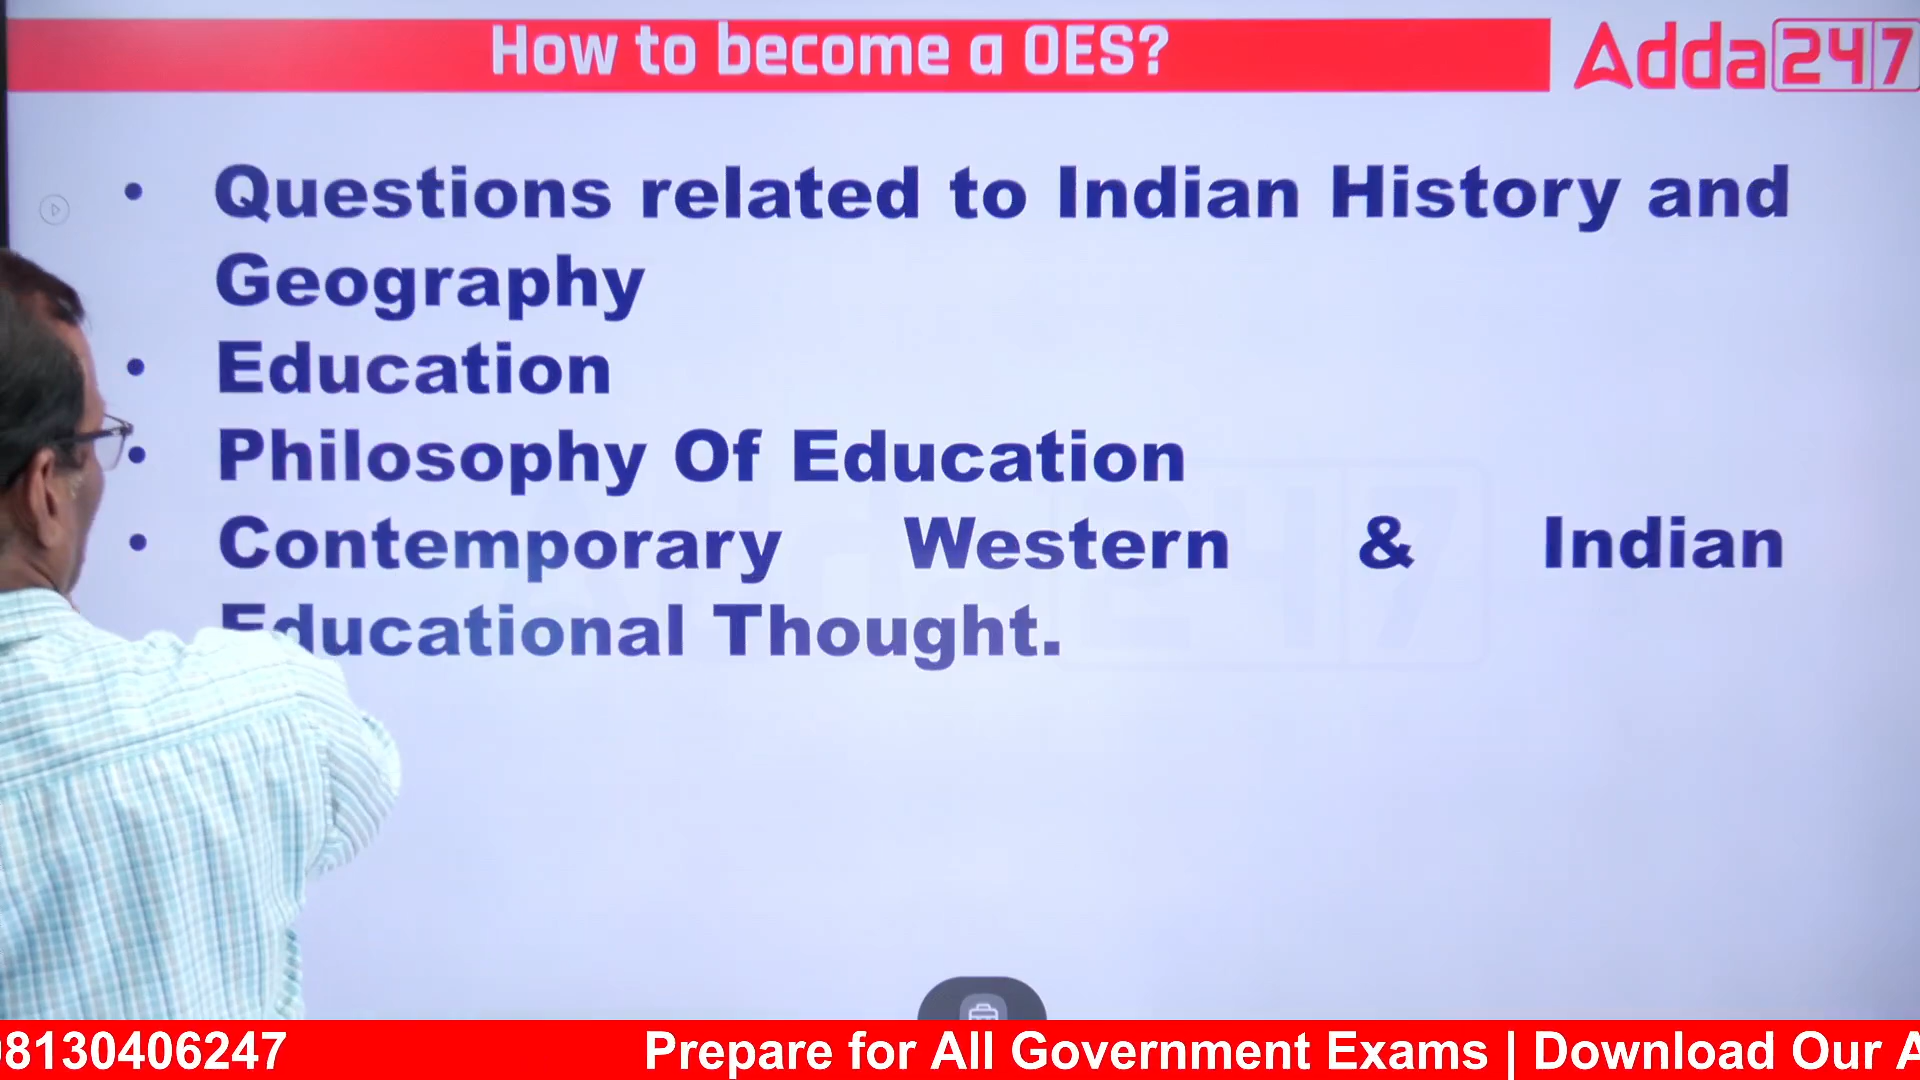 How to become a OES?
Adda247
• Questions related to Indian History and
Geography
• Education
• Philosophy Of Education
• Contemporary Western & Indian
Educational Thought.
8130406247
Prepare for All Government Exams | Download Our